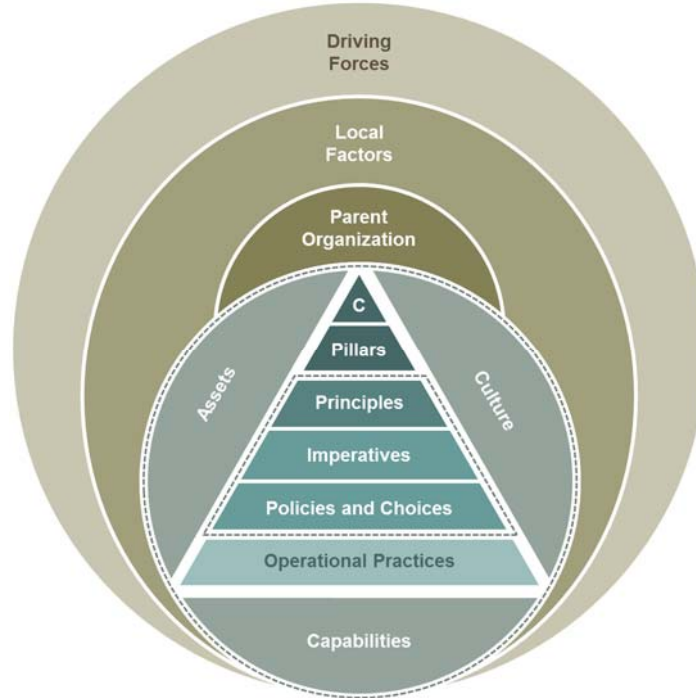 Driving
Forces
Local
Factors
Parent
Organization
C
Pillars
Assets
Culture
Principles
Imperatives
Policies and Choices
Operational Practices
Capabilities